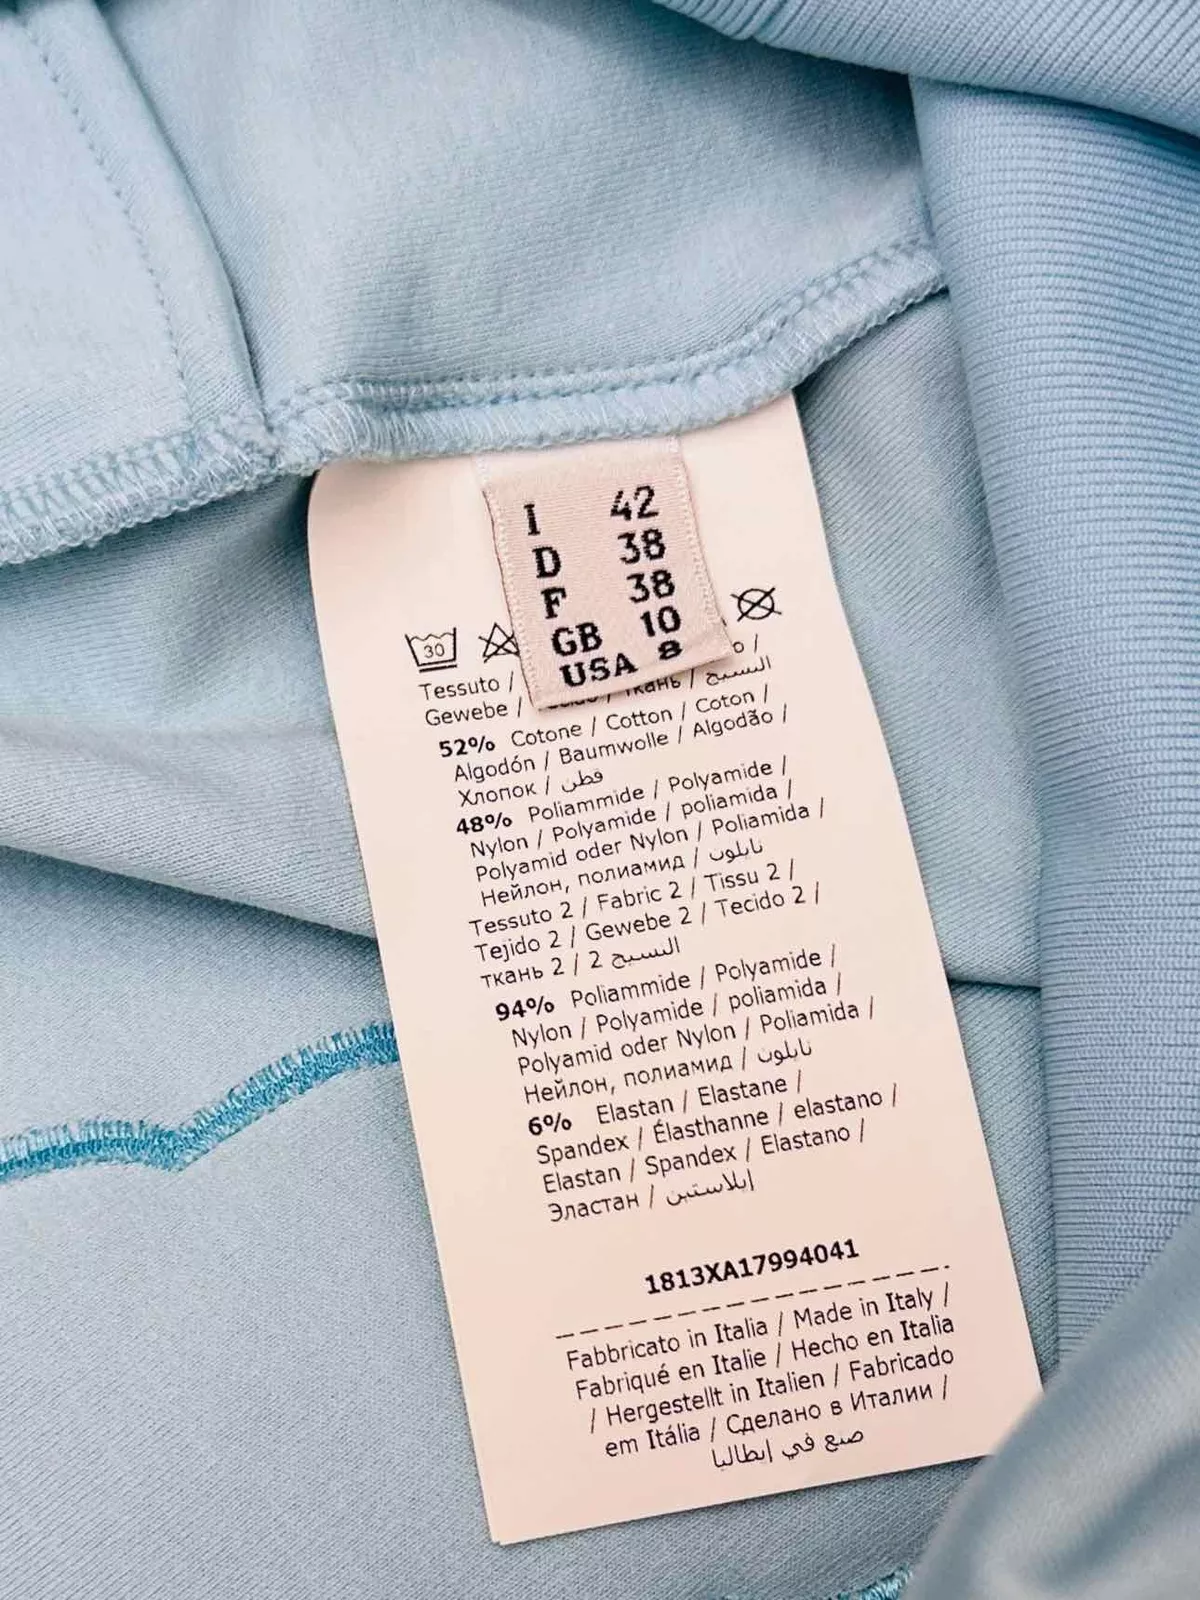 I 42
D 38
F 38
GB 10
USA 8
30
Tessuto /
Gewebe / ткань / النسيج
52% Cotone / Cotton / Coton /
Algodón / Baumwolle / Algodão /
Хлопок / قطن
48% Poliammide / Polyamide /
Nylon / Polyamide / poliamida /
Polyamid oder Nylon / Poliamida /
Нейлон, полиамид / نايلون
Tessuto 2 / Fabric 2 / Tissu 2 /
Tejido 2 / Gewebe 2 / Tecido 2 /
ткань 2 / 2 النسيج
94% Poliammide / Polyamide /
Nylon / Polyamide / poliamida /
Polyamid oder Nylon / Poliamida /
Нейлон, полиамид / نايلون
6% Elastan / Elastane /
Spandex / Élasthanne / elastano /
Elastan / Spandex / Elastano /
Эластан / إيلاستين
1813XA17994041
Fabbricato in Italia / Made in Italy /
Fabriqué en Italie / Hecho en Italia
/ Hergestellt in Italien / Fabricado
em Itália / Сделано в Италии /
صنع في إيطاليا